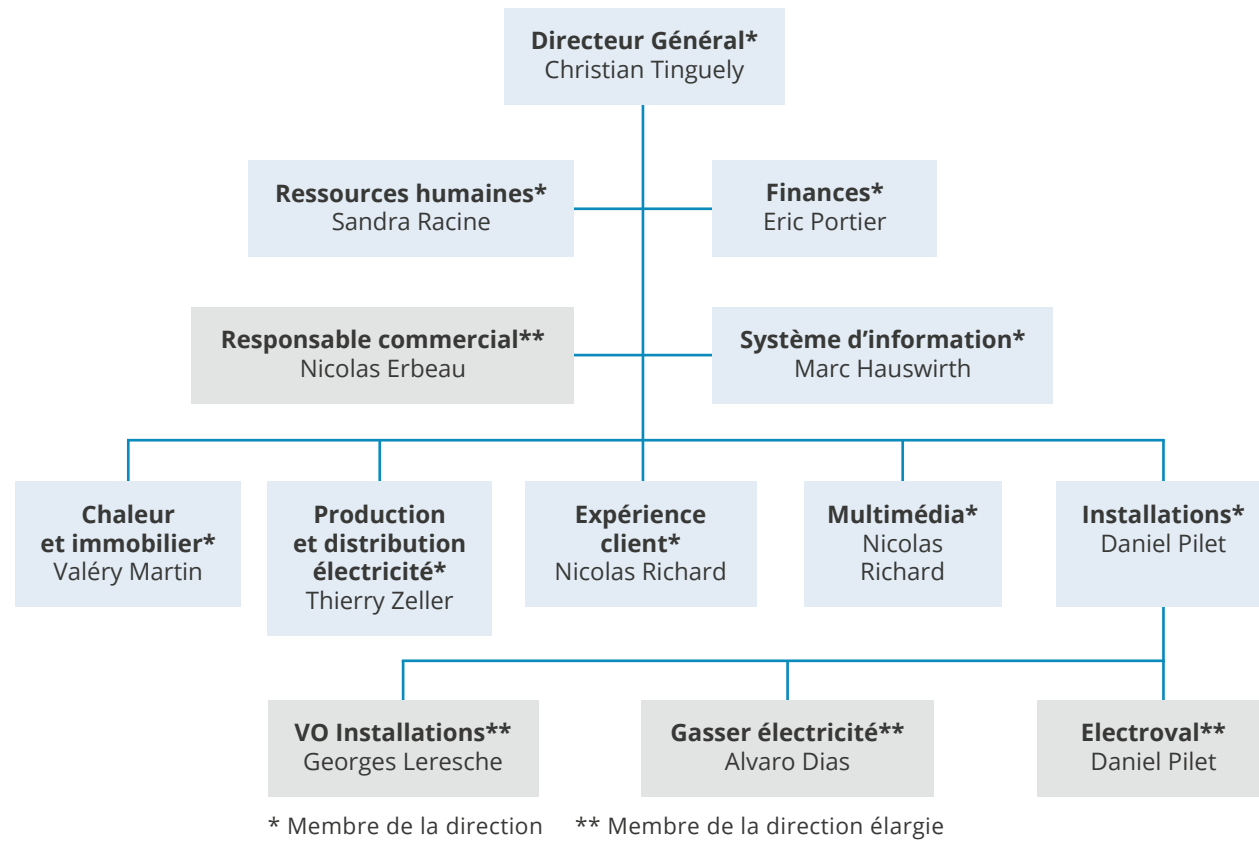 Directeur Général*
Christian Tinguely
Ressources humaines*
Sandra Racine
Finances*
Eric Portier
Responsable commercial**
Nicolas Erbeau
Système d’information*
Marc Hauswirth
Chaleur
et immobilier*
Valéry Martin
Production
et distribution
électricité*
Thierry Zeller
Expérience
client*
Nicolas Richard
Multimédia*
Nicolas
Richard
Installations*
Daniel Pilet
VO Installations**
Georges Leresche
Gasser électricité**
Alvaro Dias
Electroval**
Daniel Pilet
* Membre de la direction ** Membre de la direction élargie